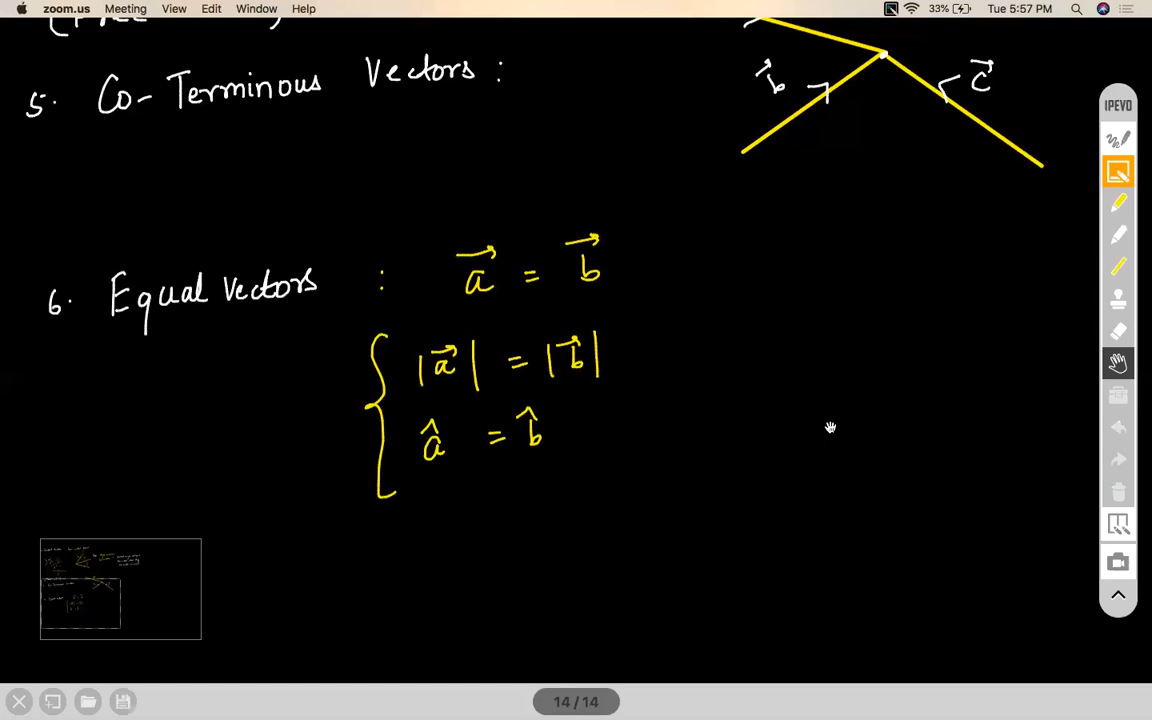 zoom.us Meeting View Edit Window Help 33% Tue 5:57 PM
5. Co-Terminous Vectors :
b⃗ c⃗
6. Equal vectors : a⃗ = b⃗
|a⃗| = |b⃗|
â = b̂
IPEVO
14 / 14